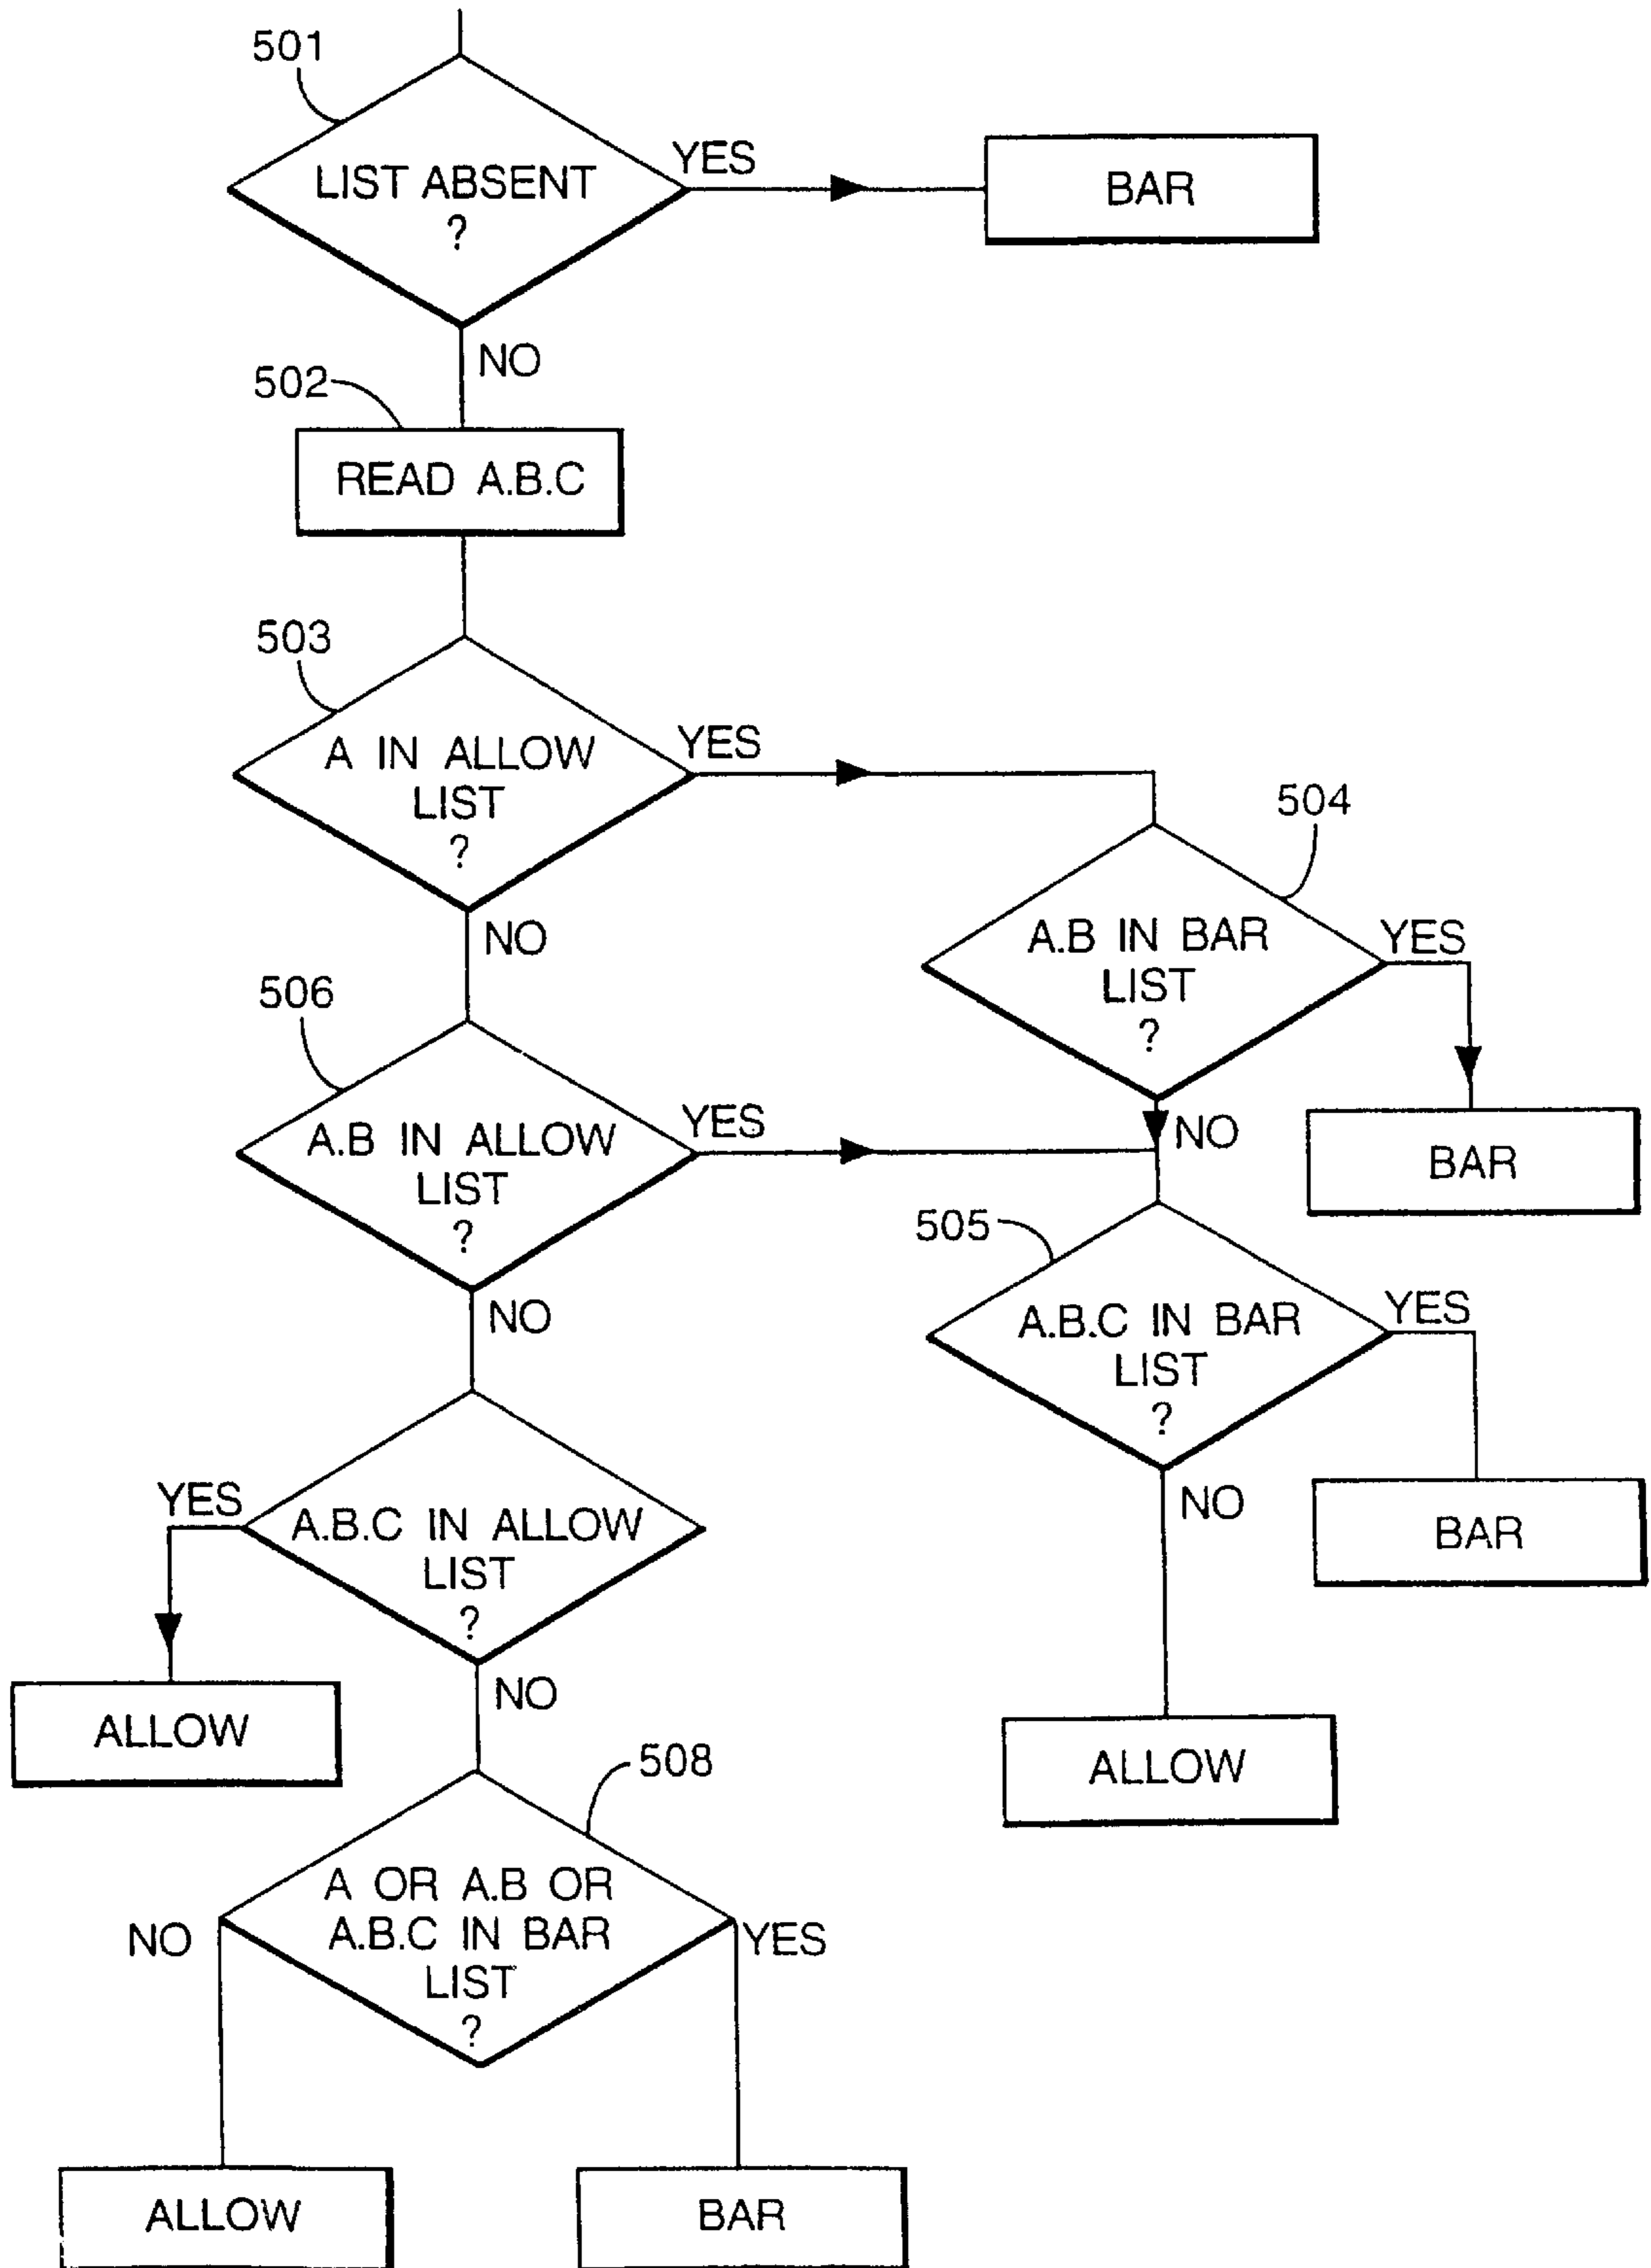 501
LIST ABSENT
?
YES
BAR
NO
502
READ A.B.C
503
A IN ALLOW
LIST
?
YES
NO
504
A.B IN BAR
LIST
?
YES
BAR
NO
506
A.B IN ALLOW
LIST
?
YES
NO
505
A.B.C IN BAR
LIST
?
YES
BAR
NO
ALLOW
A.B.C IN ALLOW
LIST
?
YES
ALLOW
NO
508
A OR A.B OR
A.B.C IN BAR
LIST
?
NO
YES
ALLOW
BAR